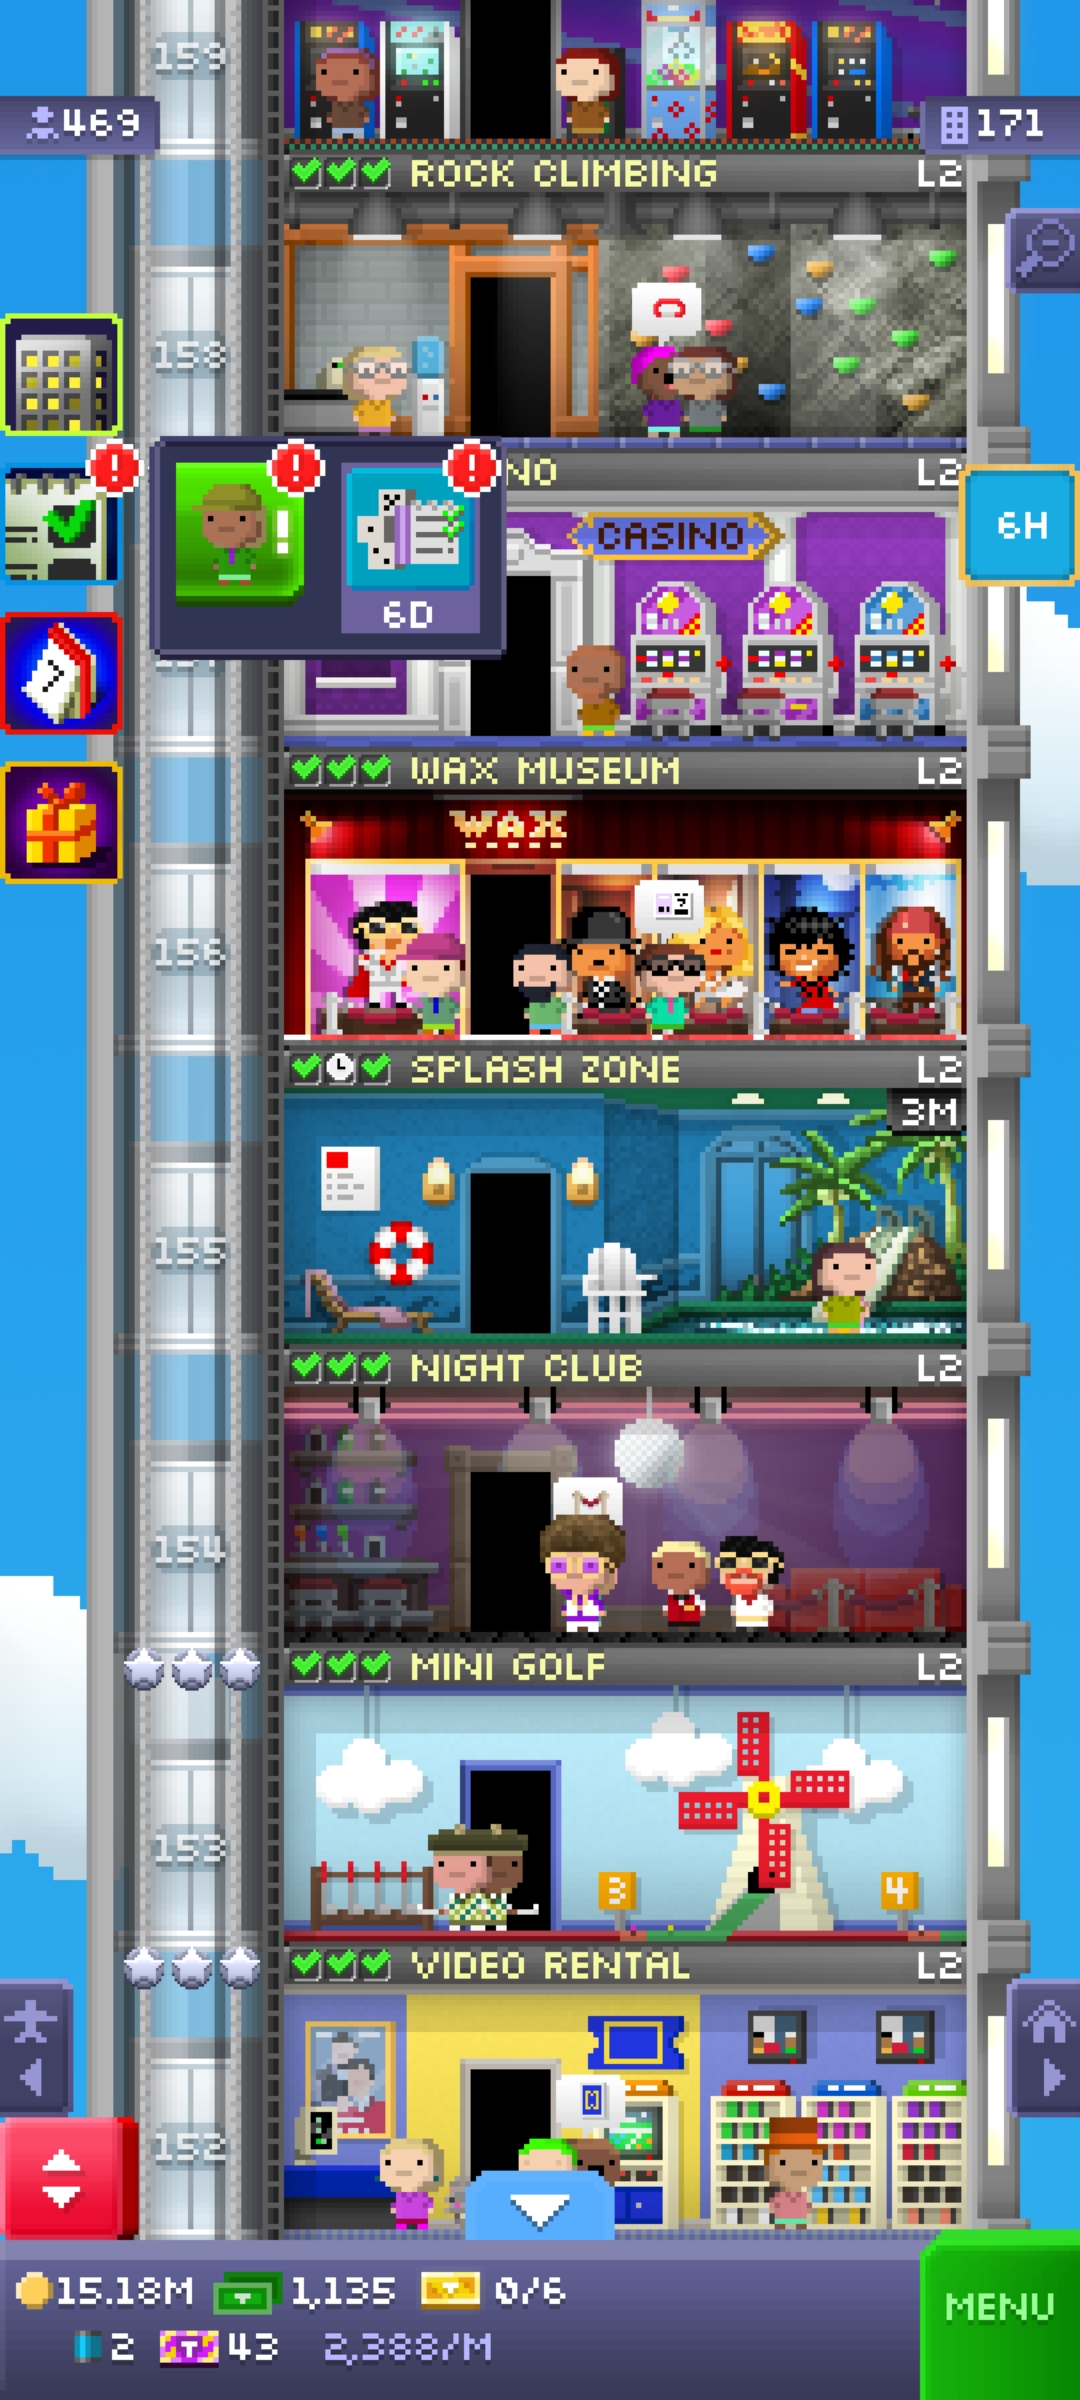 159
469
171
ROCK CLIMBING L2
158
NO L2
CASINO
6H
6D
WAX MUSEUM L2
WAX
156
SPLASH ZONE L2
3M
155
NIGHT CLUB L2
154
MINI GOLF L2
153
3
4
VIDEO RENTAL L2
152
15.18M 1,135 0/6
MENU
2 43 2,388/M